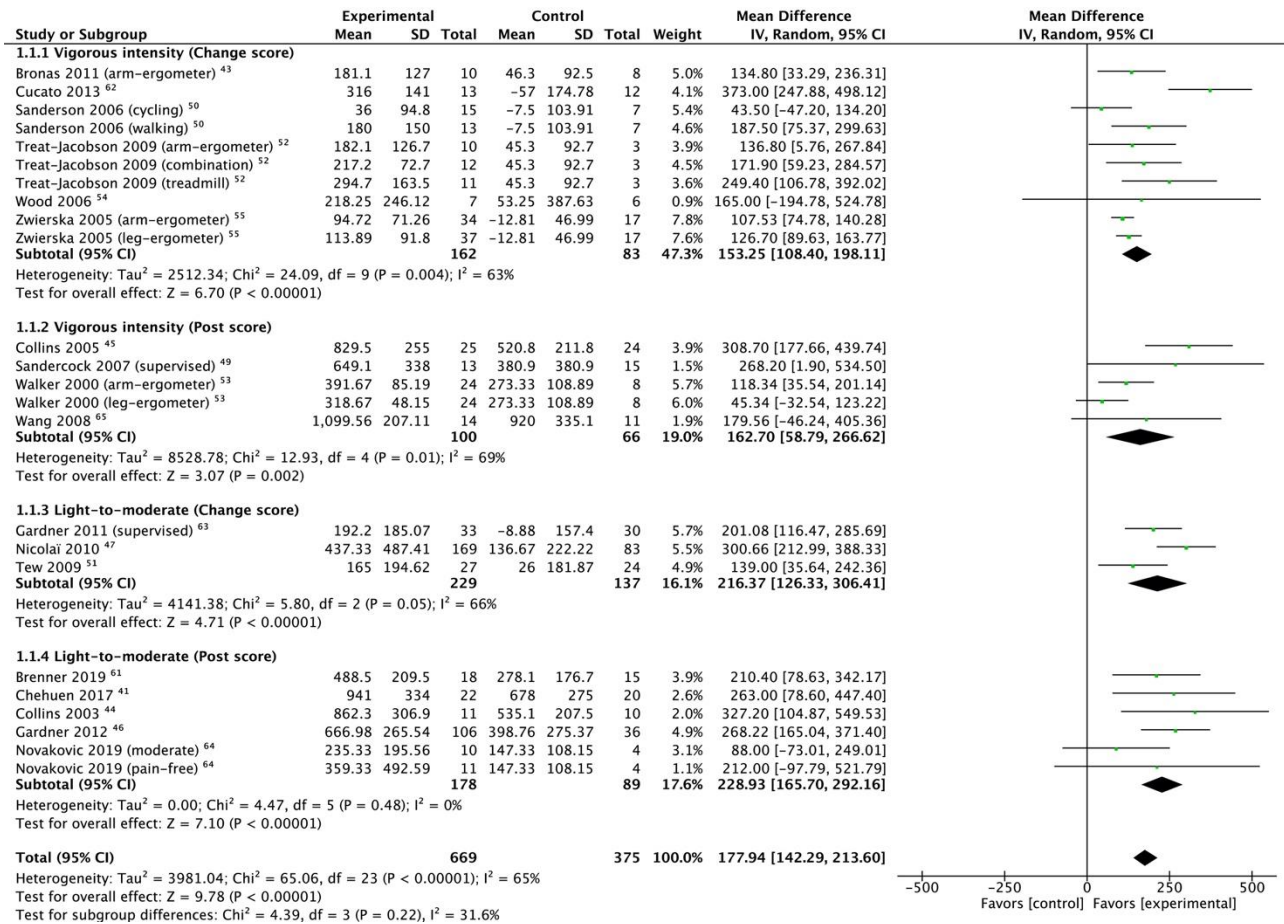 Experimental Control Mean Difference Mean Difference
Study or Subgroup Mean SD Total Mean SD Total Weight IV, Random, 95% CI IV, Random, 95% CI
1.1.1 Vigorous intensity (Change score)
Bronas 2011 (arm-ergometer) 43 181.1 127 10 46.3 92.5 8 5.0% 134.80 [33.29, 236.31]
Cucato 2013 62 316 141 13 -57 174.78 12 4.1% 373.00 [247.88, 498.12]
Sanderson 2006 (cycling) 50 36 94.8 15 -7.5 103.91 7 5.4% 43.50 [-47.20, 134.20]
Sanderson 2006 (walking) 50 180 150 13 -7.5 103.91 7 4.6% 187.50 [75.37, 299.63]
Treat-Jacobson 2009 (arm-ergometer) 52 182.1 126.7 10 45.3 92.7 3 3.9% 136.80 [5.76, 267.84]
Treat-Jacobson 2009 (combination) 52 217.2 72.7 12 45.3 92.7 3 4.5% 171.90 [59.23, 284.57]
Treat-Jacobson 2009 (treadmill) 52 294.7 163.5 11 45.3 92.7 3 3.6% 249.40 [106.78, 392.02]
Wood 2006 54 218.25 246.12 7 53.25 387.63 6 0.9% 165.00 [-194.78, 524.78]
Zwierska 2005 (arm-ergometer) 55 94.72 71.26 34 -12.81 46.99 17 7.8% 107.53 [74.78, 140.28]
Zwierska 2005 (leg-ergometer) 55 113.89 91.8 37 -12.81 46.99 17 7.6% 126.70 [89.63, 163.77]
Subtotal (95% CI) 162 83 47.3% 153.25 [108.40, 198.11]
Heterogeneity: Tau² = 2512.34; Chi² = 24.09, df = 9 (P = 0.004); I² = 63%
Test for overall effect: Z = 6.70 (P < 0.00001)
1.1.2 Vigorous intensity (Post score)
Collins 2005 45 829.5 255 25 520.8 211.8 24 3.9% 308.70 [177.66, 439.74]
Sandercock 2007 (supervised) 49 649.1 338 13 380.9 380.9 15 1.5% 268.20 [1.90, 534.50]
Walker 2000 (arm-ergometer) 53 391.67 85.19 24 273.33 108.89 8 5.7% 118.34 [35.54, 201.14]
Walker 2000 (leg-ergometer) 53 318.67 48.15 24 273.33 108.89 8 6.0% 45.34 [-32.54, 123.22]
Wang 2008 65 1,099.56 207.11 14 920 335.1 11 1.9% 179.56 [-46.24, 405.36]
Subtotal (95% CI) 100 66 19.0% 162.70 [58.79, 266.62]
Heterogeneity: Tau² = 8528.78; Chi² = 12.93, df = 4 (P = 0.01); I² = 69%
Test for overall effect: Z = 3.07 (P = 0.002)
1.1.3 Light-to-moderate (Change score)
Gardner 2011 (supervised) 63 192.2 185.07 33 -8.88 157.4 30 5.7% 201.08 [116.47, 285.69]
Nicolaï 2010 47 437.33 487.41 169 136.67 222.22 83 5.5% 300.66 [212.99, 388.33]
Tew 2009 51 165 194.62 27 26 181.87 24 4.9% 139.00 [35.64, 242.36]
Subtotal (95% CI) 229 137 16.1% 216.37 [126.33, 306.41]
Heterogeneity: Tau² = 4141.38; Chi² = 5.80, df = 2 (P = 0.05); I² = 66%
Test for overall effect: Z = 4.71 (P < 0.00001)
1.1.4 Light-to-moderate (Post score)
Brenner 2019 61 488.5 209.5 18 278.1 176.7 15 3.9% 210.40 [78.63, 342.17]
Chehuen 2017 41 941 334 22 678 275 20 2.6% 263.00 [78.60, 447.40]
Collins 2003 44 862.3 306.9 11 535.1 207.5 10 2.0% 327.20 [104.87, 549.53]
Gardner 2012 46 666.98 265.54 106 398.76 275.37 36 4.9% 268.22 [165.04, 371.40]
Novakovic 2019 (moderate) 64 235.33 195.56 10 147.33 108.15 4 3.1% 88.00 [-73.01, 249.01]
Novakovic 2019 (pain-free) 64 359.33 492.59 11 147.33 108.15 4 1.1% 212.00 [-97.79, 521.79]
Subtotal (95% CI) 178 89 17.6% 228.93 [165.70, 292.16]
Heterogeneity: Tau² = 0.00; Chi² = 4.47, df = 5 (P = 0.48); I² = 0%
Test for overall effect: Z = 7.10 (P < 0.00001)
Total (95% CI) 669 375 100.0% 177.94 [142.29, 213.60]
Heterogeneity: Tau² = 3981.04; Chi² = 65.06, df = 23 (P < 0.00001); I² = 65%
Test for overall effect: Z = 9.78 (P < 0.00001)
Test for subgroup differences: Chi² = 4.39, df = 3 (P = 0.22), I² = 31.6%
-500 -250 0 250 500
Favors [control] Favors [experimental]